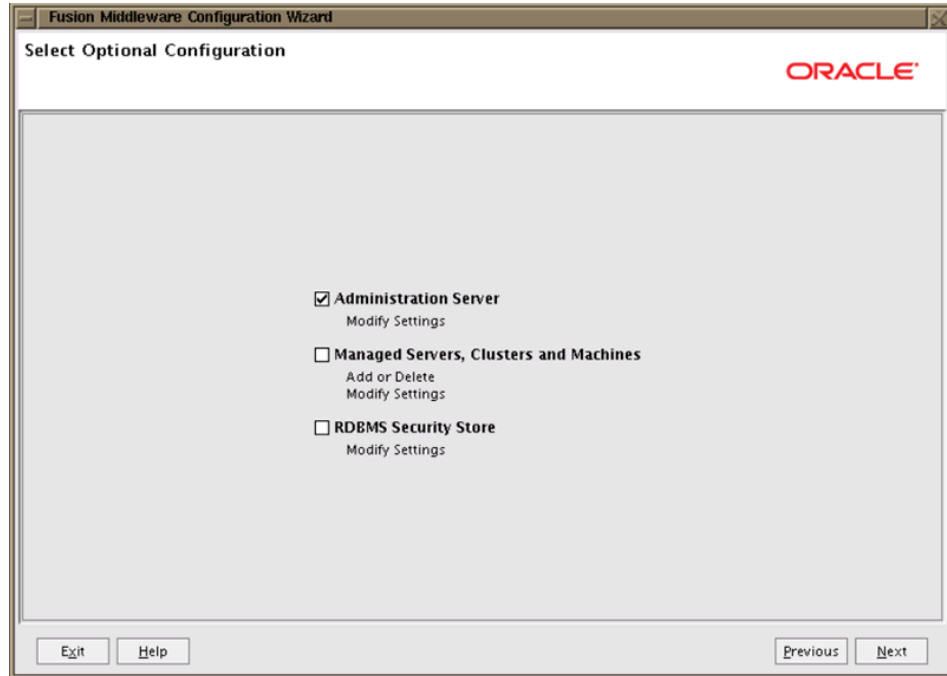 Fusion Middleware Configuration Wizard
Select Optional Configuration
ORACLE
Administration Server
Modify Settings
Managed Servers, Clusters and Machines
Add or Delete
Modify Settings
RDBMS Security Store
Modify Settings
Exit Help Previous Next